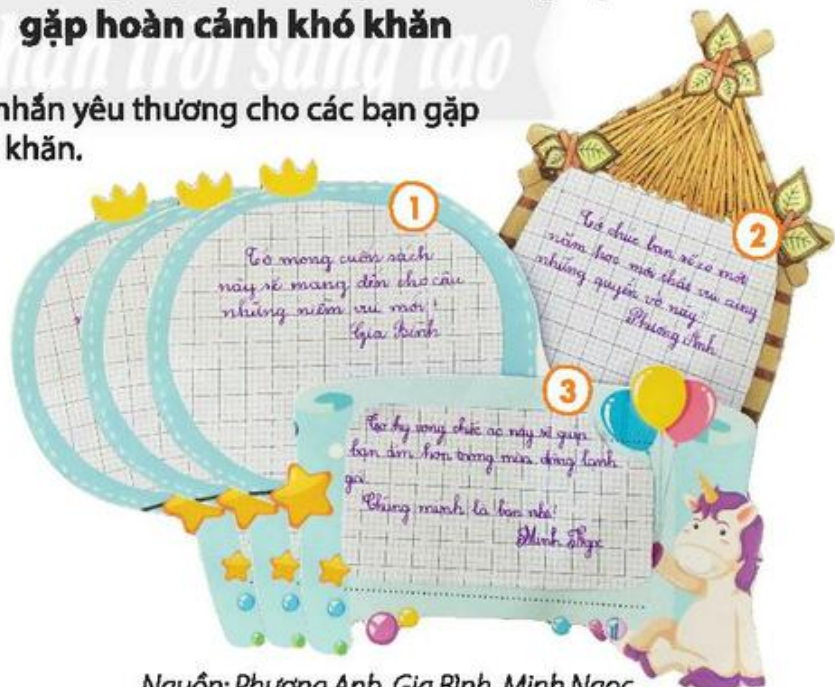 gặp hoàn cảnh khó khăn
nhắn yêu thương cho các bạn gặp
khăn.
1
Tớ mong cuốn sách
này sẽ mang đến cho cậu
những niềm vui mới!
Gia Bình
2
Tớ chúc bạn sẽ có một
năm học mới thật vui cùng
những quyển vở này!
Phương Anh
3
Tớ hy vọng chiếc áo này sẽ giúp
bạn ấm hơn trong mùa đông lạnh
giá.
Chúng mình là bạn nhé!
Minh Ngọc
Nguồn: Phương Anh, Gia Bình, Minh Ngọc